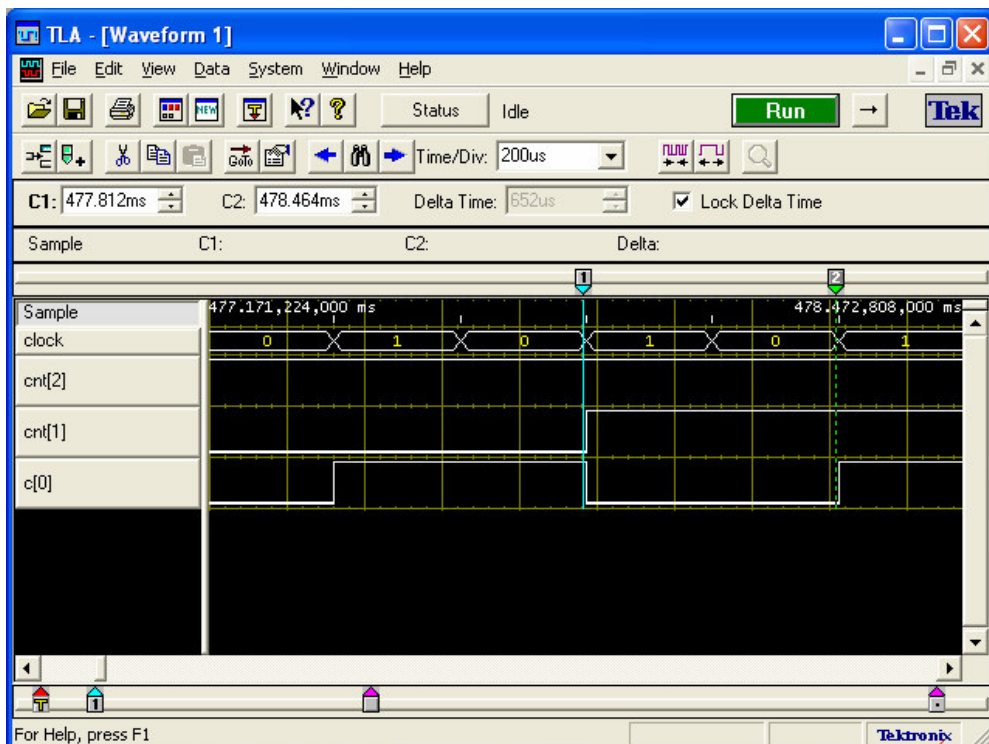 TLA - [Waveform 1]
File Edit View Data System Window Help
NEW Status Idle Run Tek
GoTo Time/Div: 200us
C1: 477.812ms C2: 478.464ms Delta Time: 652us Lock Delta Time
Sample C1: C2: Delta:
1 2
Sample 477.171,224,000 ms 478.472,808,000 ms
clock 0 1 0 1 0 1
cnt[2]
cnt[1]
c[0]
T 1
For Help, press F1 Tektronix